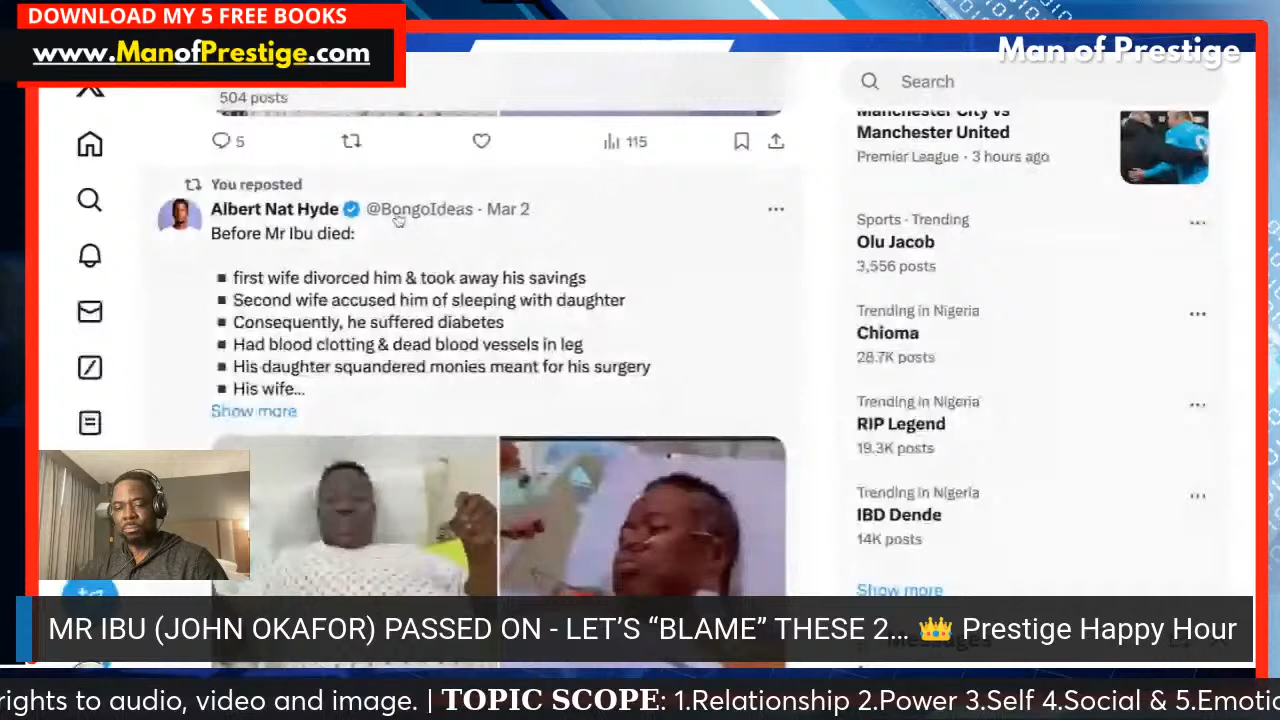 DOWNLOAD MY 5 FREE BOOKS
www.ManofPrestige.com
Man of Prestige
504 posts
5
115
You reposted
Albert Nat Hyde @BongoIdeas · Mar 2
Before Mr Ibu died:
▪ first wife divorced him & took away his savings
▪ Second wife accused him of sleeping with daughter
▪ Consequently, he suffered diabetes
▪ Had blood clotting & dead blood vessels in leg
▪ His daughter squandered monies meant for his surgery
▪ His wife...
Show more
Search
Manchester City vs
Manchester United
Premier League · 3 hours ago
Sports · Trending
Olu Jacob
3,556 posts
Trending in Nigeria
Chioma
28.7K posts
Trending in Nigeria
RIP Legend
19.3K posts
Trending in Nigeria
IBD Dende
14K posts
Show more
Messages
MR IBU (JOHN OKAFOR) PASSED ON - LET’S “BLAME” THESE 2... 👑 Prestige Happy Hour
rights to audio, video and image. | TOPIC SCOPE: 1.Relationship 2.Power 3.Self 4.Social & 5.Emotic